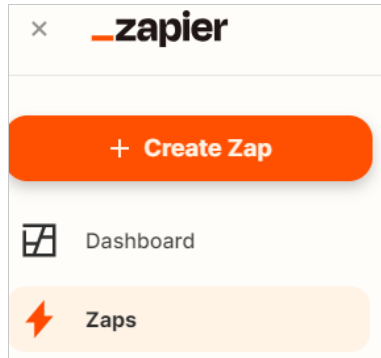 × _zapier
+ Create Zap
Dashboard
Zaps